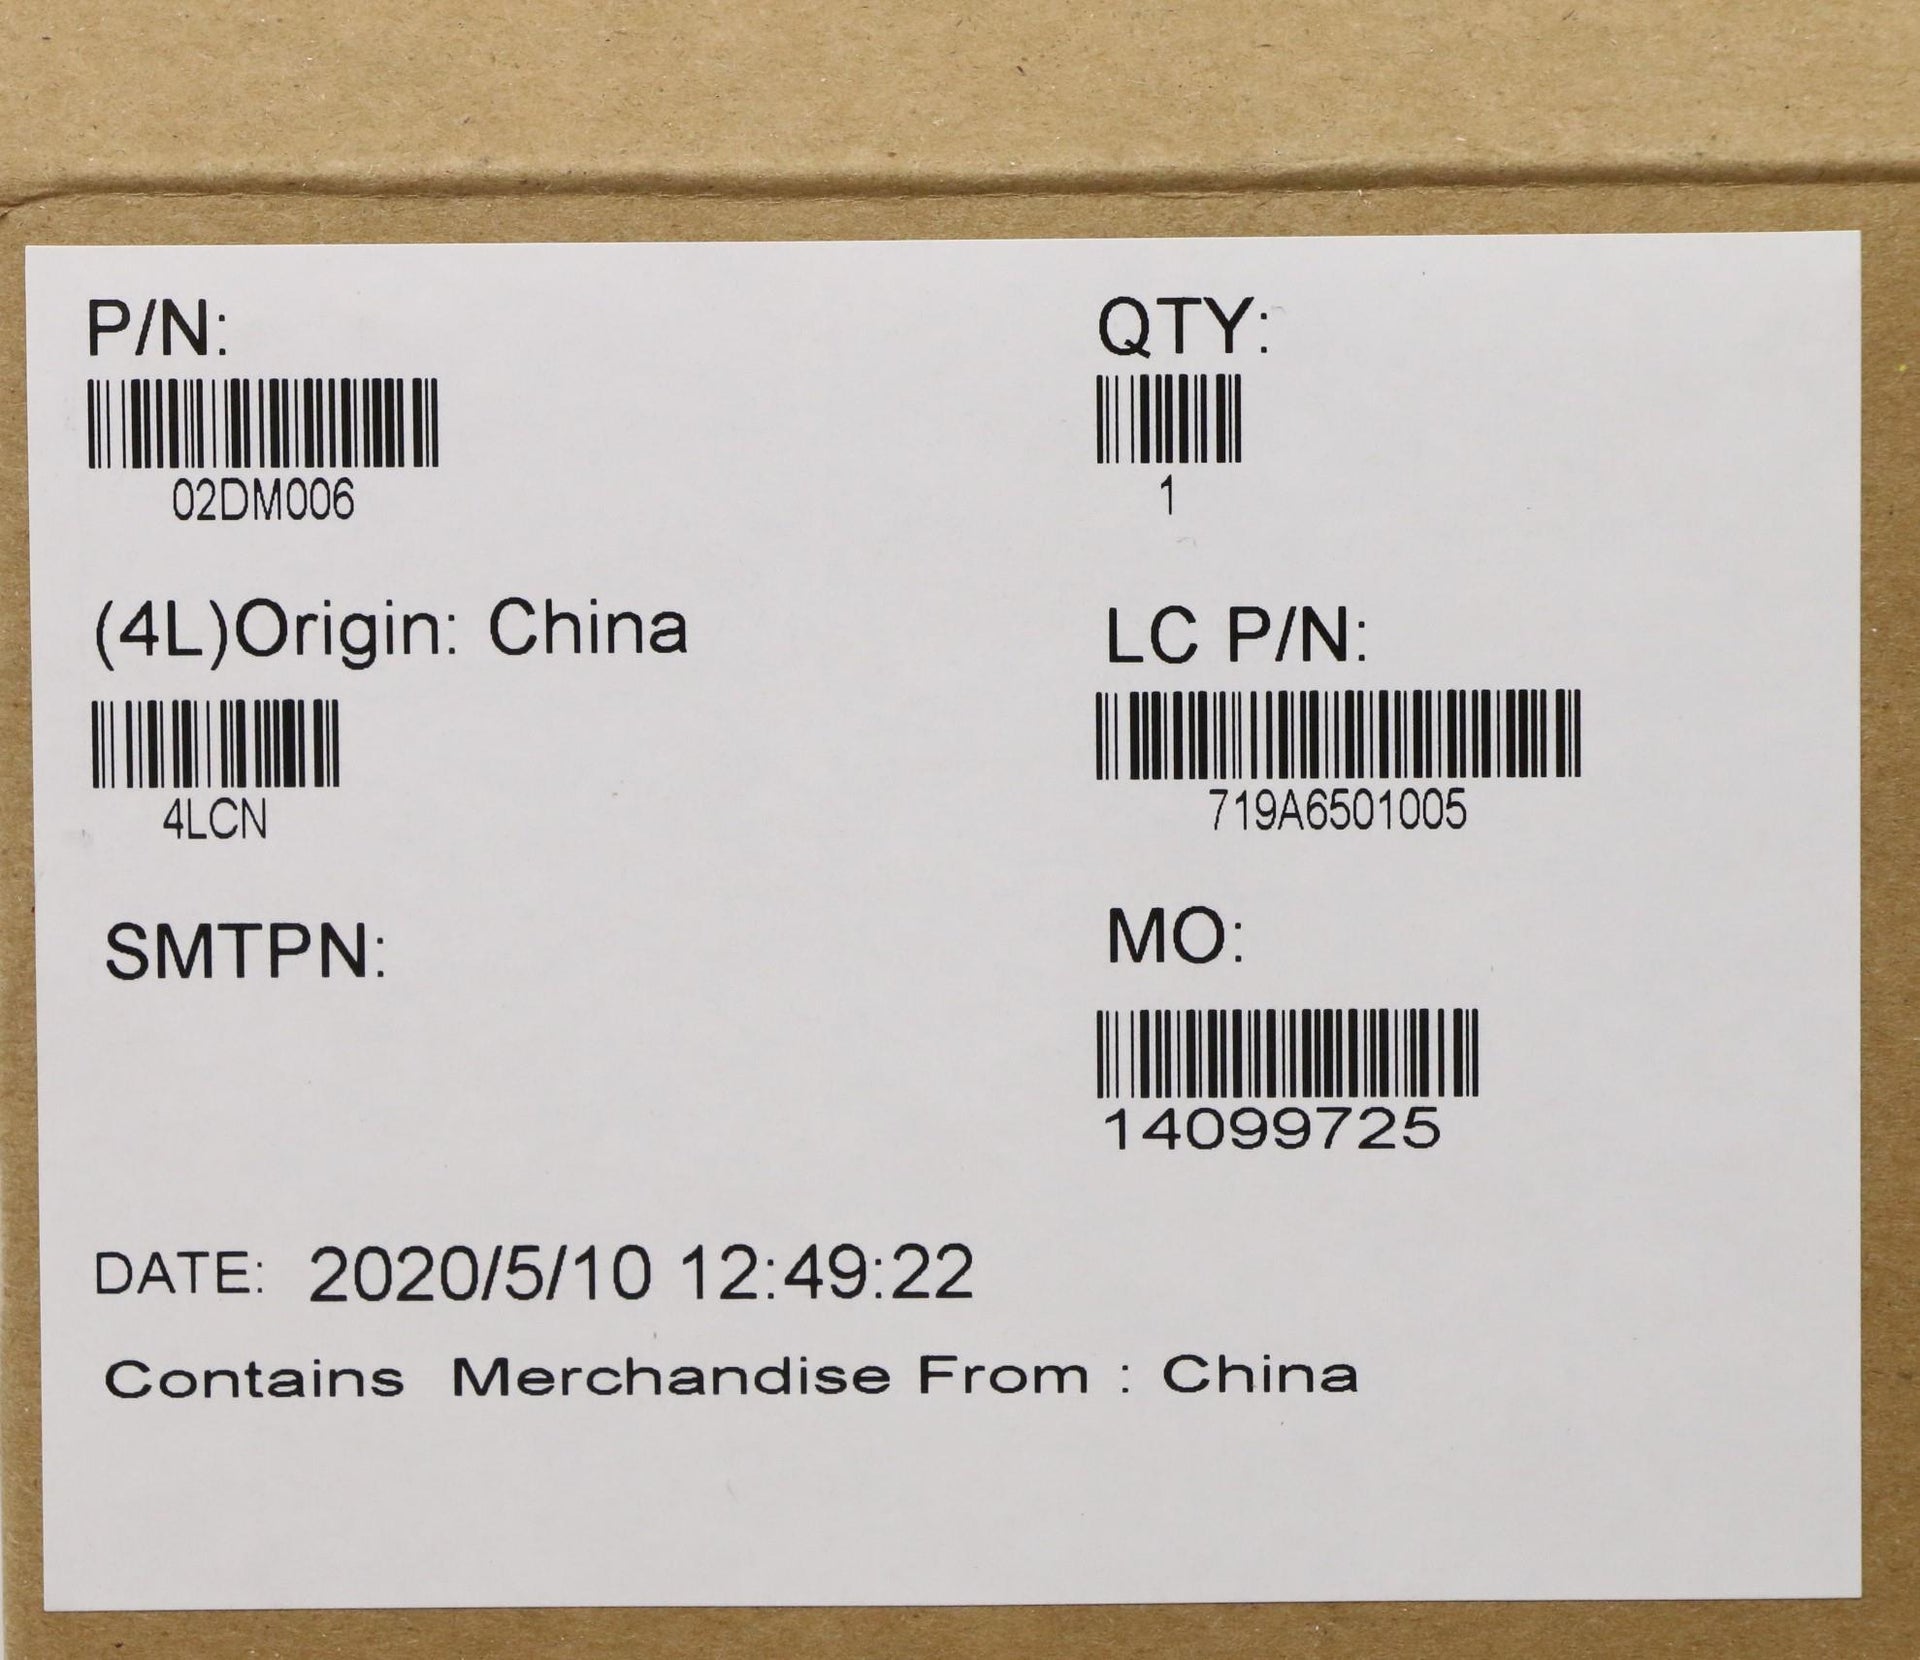 P/N:
QTY:
02DM006
1
(4L)Origin: China
LC P/N:
4LCN
719A6501005
SMTPN:
MO:
14099725
DATE: 2020/5/10 12:49:22
Contains Merchandise From : China